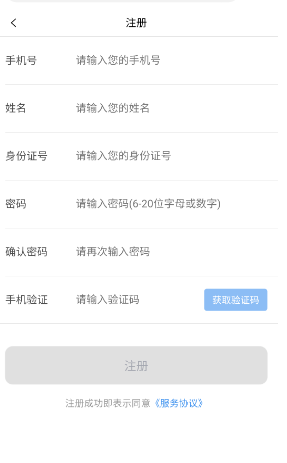 注册
手机号 请输入您的手机号
姓名 请输入您的姓名
身份证号 请输入您的身份证号
密码 请输入密码(6-20位字母或数字)
确认密码 请再次输入密码
手机验证 请输入验证码 获取验证码
注册
注册成功即表示同意《服务协议》